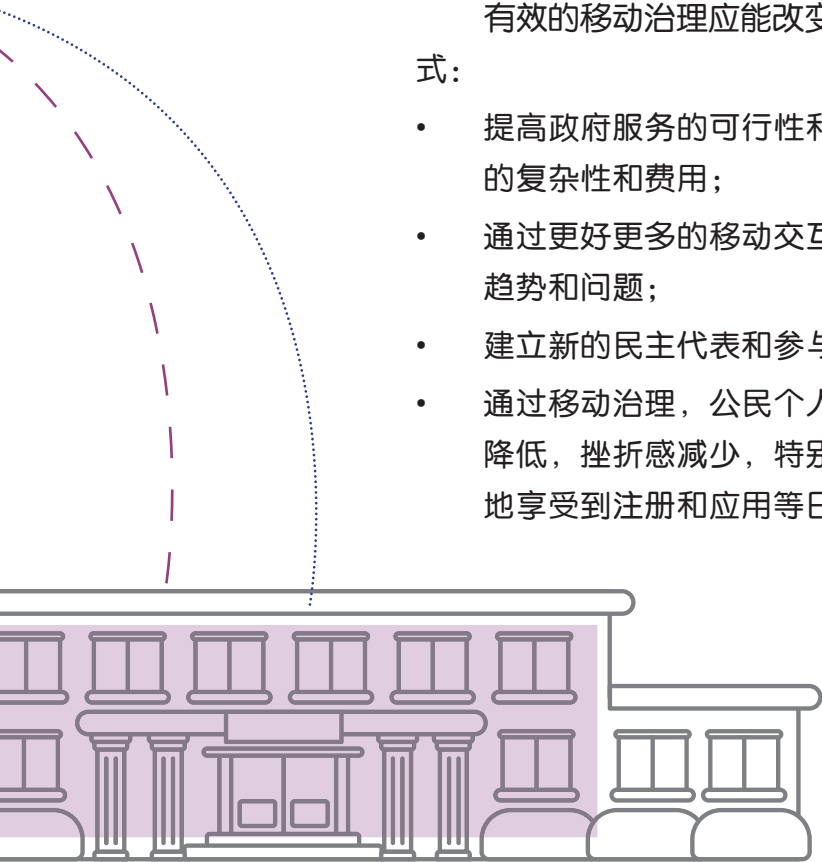 有效的移动治理应能改变
式：
• 提高政府服务的可行性和
的复杂性和费用；
• 通过更好更多的移动交互
趋势和问题；
• 建立新的民主代表和参与
• 通过移动治理，公民个人
降低，挫折感减少，特别
地享受到注册和应用等日